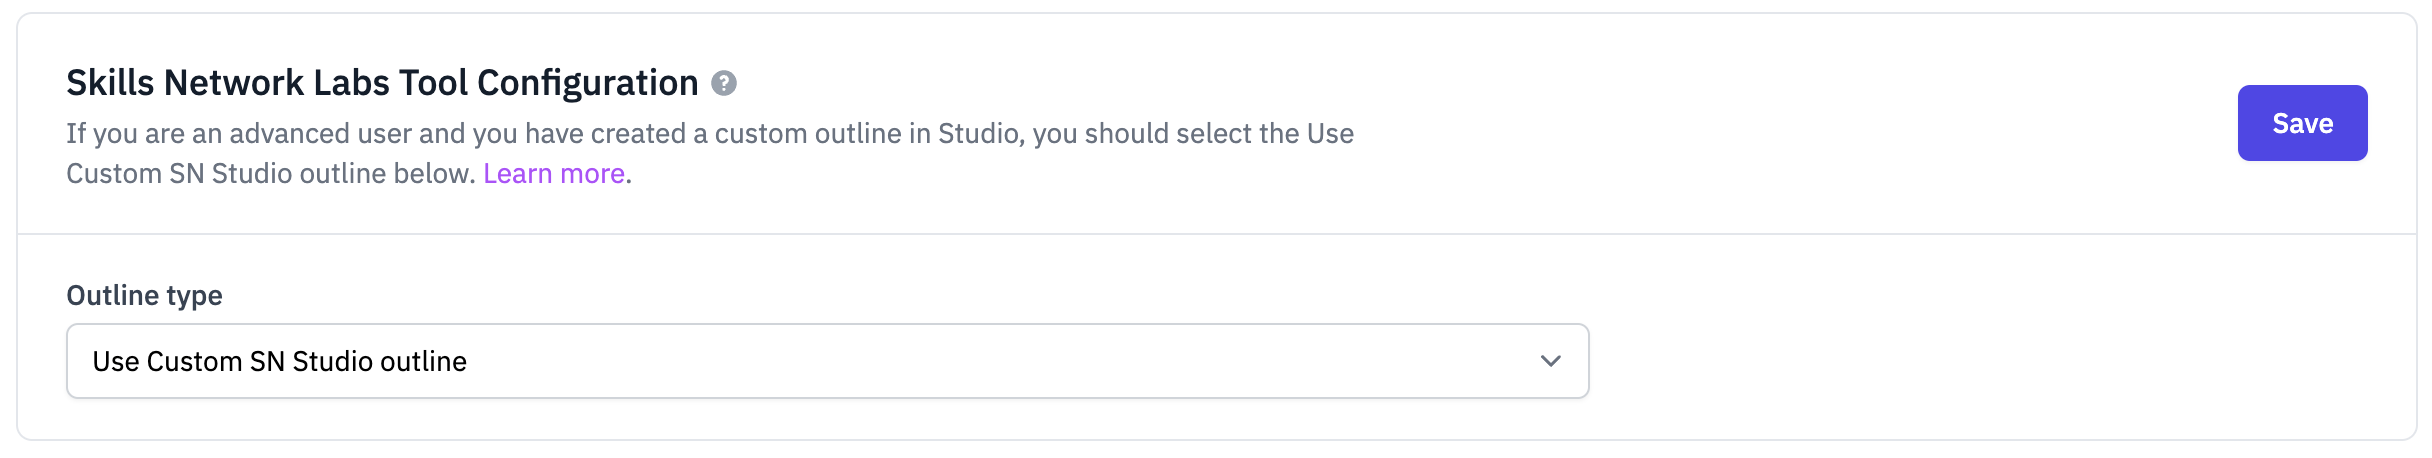 Skills Network Labs Tool Configuration ?
If you are an advanced user and you have created a custom outline in Studio, you should select the Use
Custom SN Studio outline below. Learn more.
Save
Outline type
Use Custom SN Studio outline